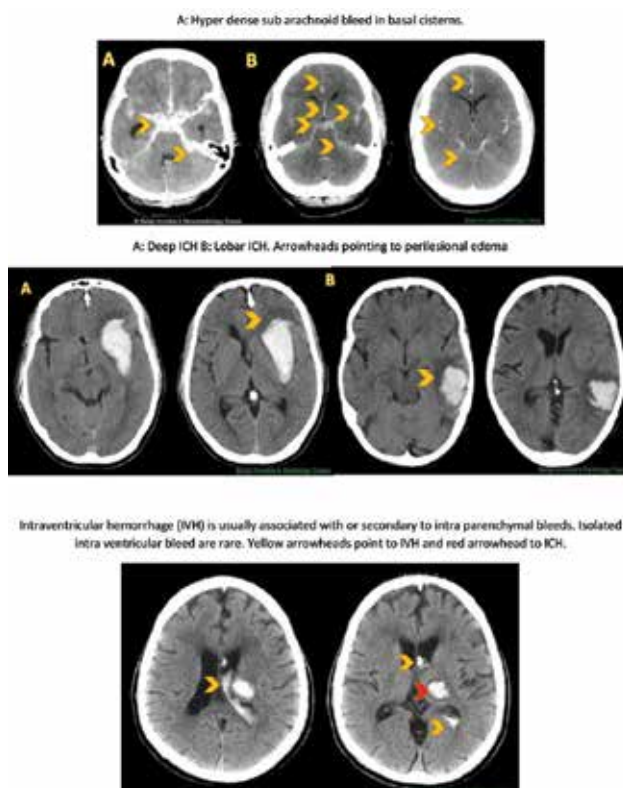 A: Hyper dense sub arachnoid bleed in basal cisterns.
A
B
A: Deep ICH B: Lobar ICH. Arrowheads pointing to perilesional edema
A
B
Intraventricular hemorrhage (IVH) is usually associated with or secondary to intra parenchymal bleeds. Isolated
intra ventricular bleed are rare. Yellow arrowheads point to IVH and red arrowhead to ICH.